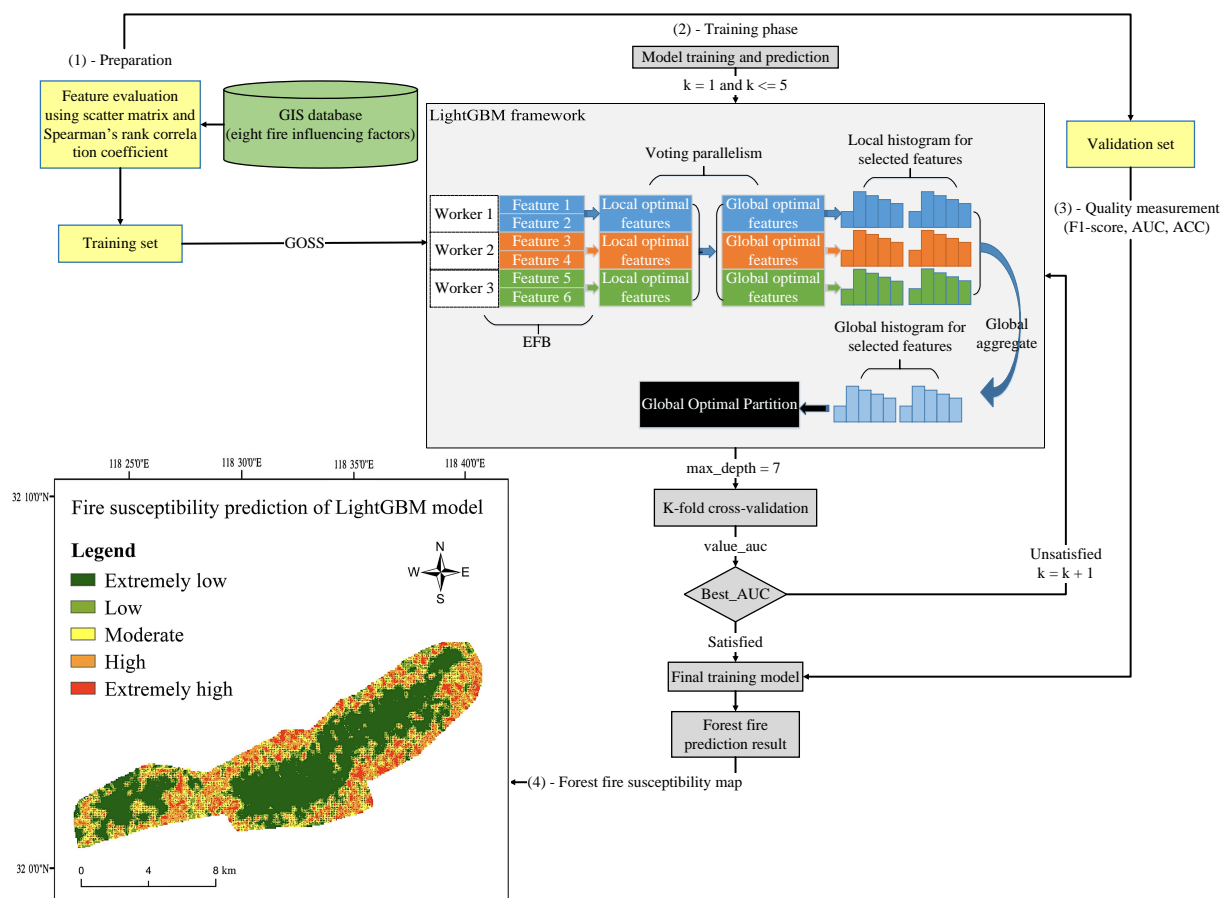 (2) - Training phase
(1) - Preparation
Model training and prediction
k = 1 and k <= 5
Feature evaluation
using scatter matrix and
Spearman's rank correla
tion coefficient
GIS database
(eight fire influencing factors)
Training set
GOSS
LightGBM framework
Voting parallelism
Local histogram for
selected features
Worker 1
Feature 1
Feature 2
Local optimal
features
Global optimal
features
Worker 2
Feature 3
Feature 4
Local optimal
features
Global optimal
features
Worker 3
Feature 5
Feature 6
Local optimal
features
Global optimal
features
EFB
Global histogram for
selected features
Global
aggregate
Global Optimal Partition
Validation set
(3) - Quality measurement
(F1-score, AUC, ACC)
max_depth = 7
K-fold cross-validation
value_auc
Best_AUC
Unsatisfied
k = k + 1
Satisfied
Final training model
Forest fire
prediction result
(4) - Forest fire susceptibility map
118 25'0"E
118 30'0"E
118 35'0"E
118 40'0"E
32 10'0"N
32 0'0"N
Fire susceptibility prediction of LightGBM model
Legend
Extremely low
Low
Moderate
High
Extremely high
N
W
E
S
0
4
8 km